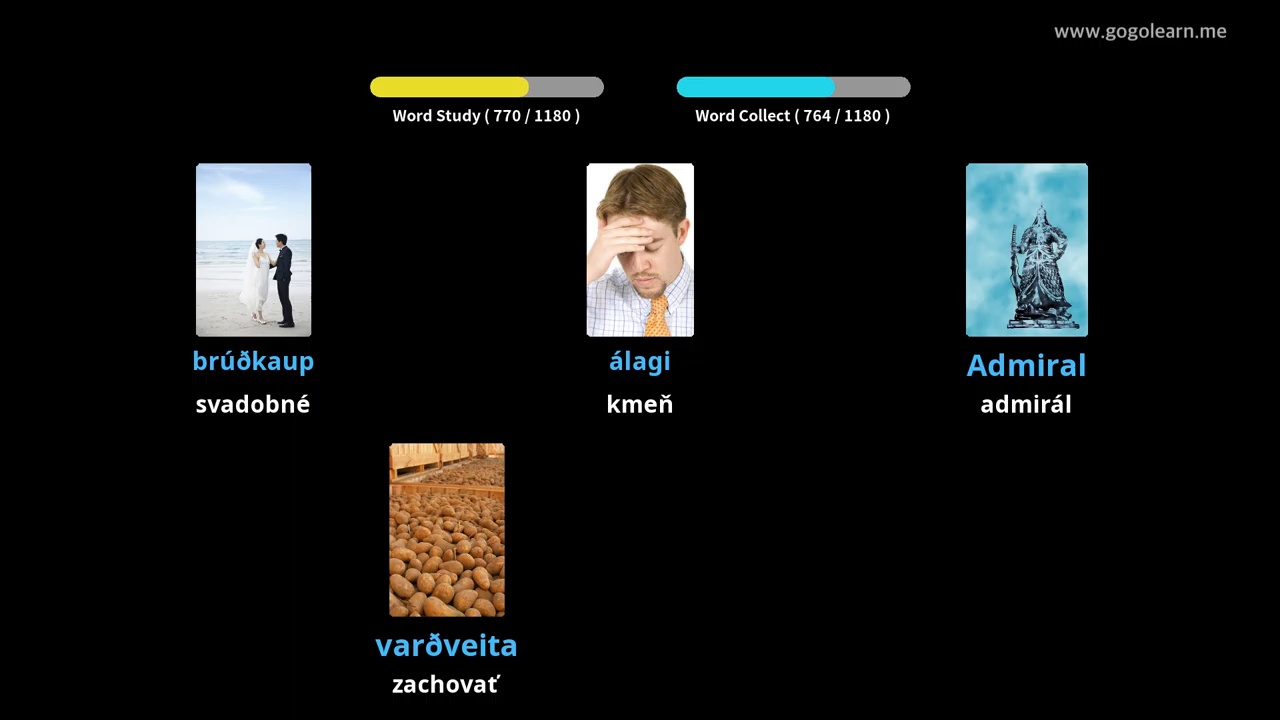 www.gogolearn.me
Word Study ( 770 / 1180 )
Word Collect ( 764 / 1180 )
brúðkaup
svadobné
álagi
kmeň
Admiral
admirál
varðveita
zachovať